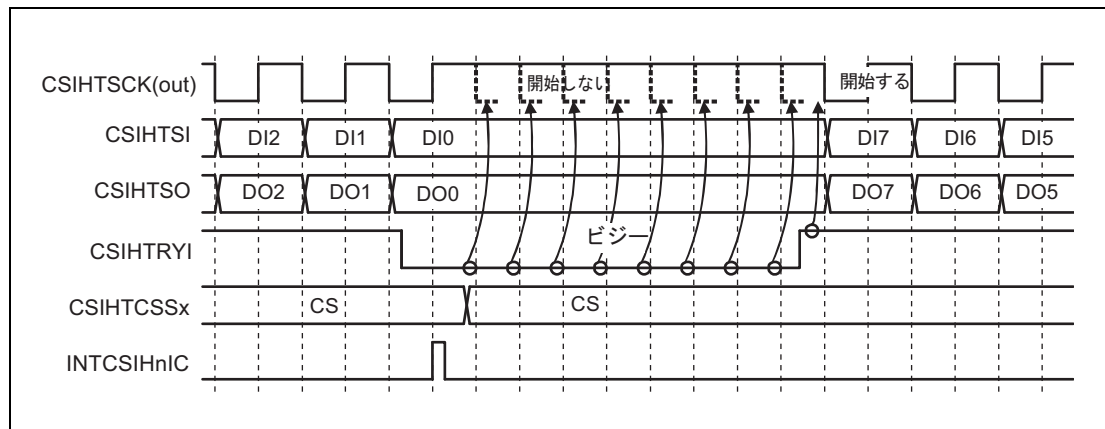 CSIHTSCK(out)
開始しない
開始する
CSIHTSI
DI2
DI1
DI0
DI7
DI6
DI5
CSIHTSO
DO2
DO1
DO0
DO7
DO6
DO5
CSIHTRYI
ビジー
CSIHTCSSx
CS
CS
INTCSIHnIC